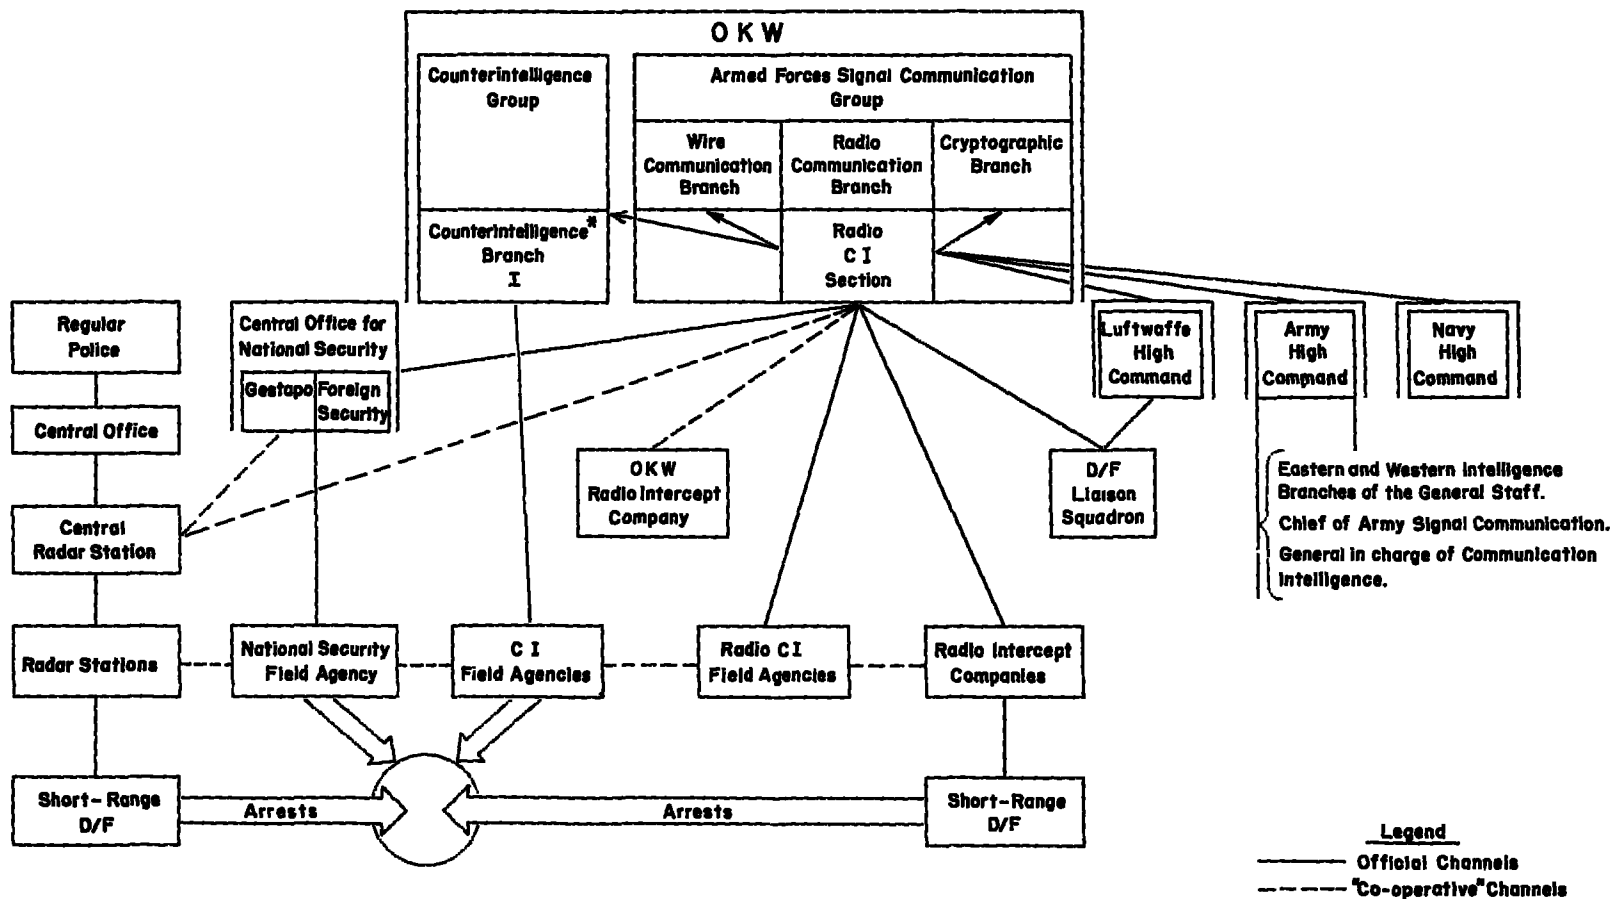 OKW
Counterintelligence
Group
Armed Forces Signal Communication
Group
Wire
Communication
Branch
Radio
Communication
Branch
Cryptographic
Branch
Counterintelligence*
Branch
I
Radio
C I
Section
Regular
Police
Central Office for
National Security
Gestapo
Foreign
Security
Luftwaffe
High
Command
Army
High
Command
Navy
High
Command
Central Office
OKW
Radio Intercept
Company
D/F
Liaison
Squadron
Eastern and Western Intelligence
Branches of the General Staff.
Chief of Army Signal Communication.
General in charge of Communication
Intelligence.
Central
Radar Station
Radar Stations
National Security
Field Agency
C I
Field Agencies
Radio CI
Field Agencies
Radio Intercept
Companies
Short-Range
D/F
Arrests
Arrests
Short-Range
D/F
Legend
Official Channels
"Co-operative" Channels